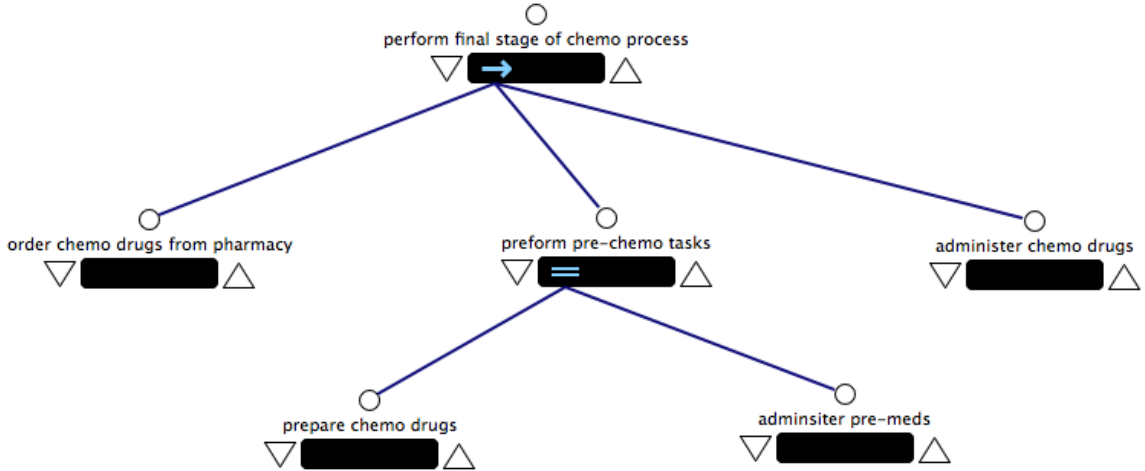 perform final stage of chemo process
order chemo drugs from pharmacy
preform pre-chemo tasks
administer chemo drugs
prepare chemo drugs
adminsiter pre-meds